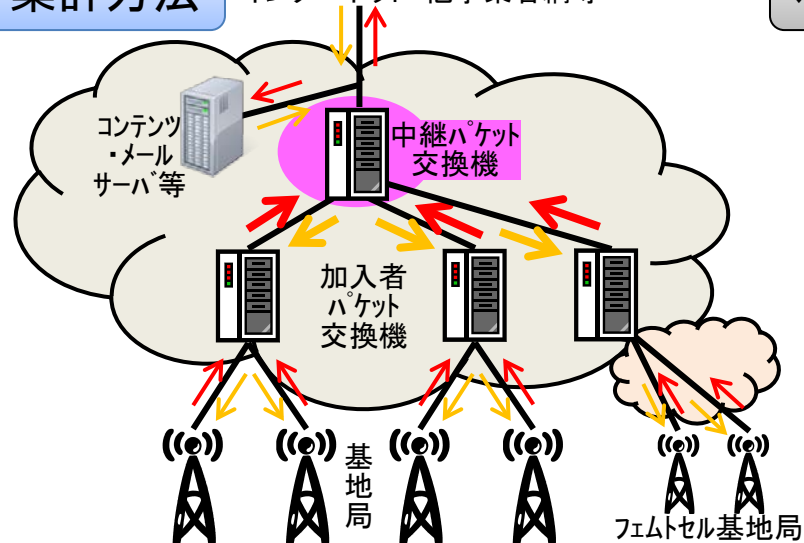 集計方法
コンテンツ
・メール
サーバ等
中継パケット
交換機
加入者
パケット
交換機
基
地
局
フェムトセル基地局